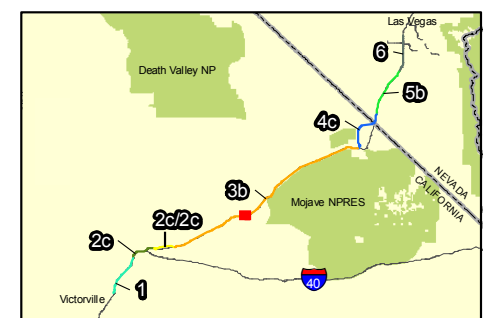 Las Vegas
6
Death Valley NP
5b
4c
NEVADA
CALIFORNIA
3b
Mojave NPRES
2c/2c
2c
40
1
Victorville